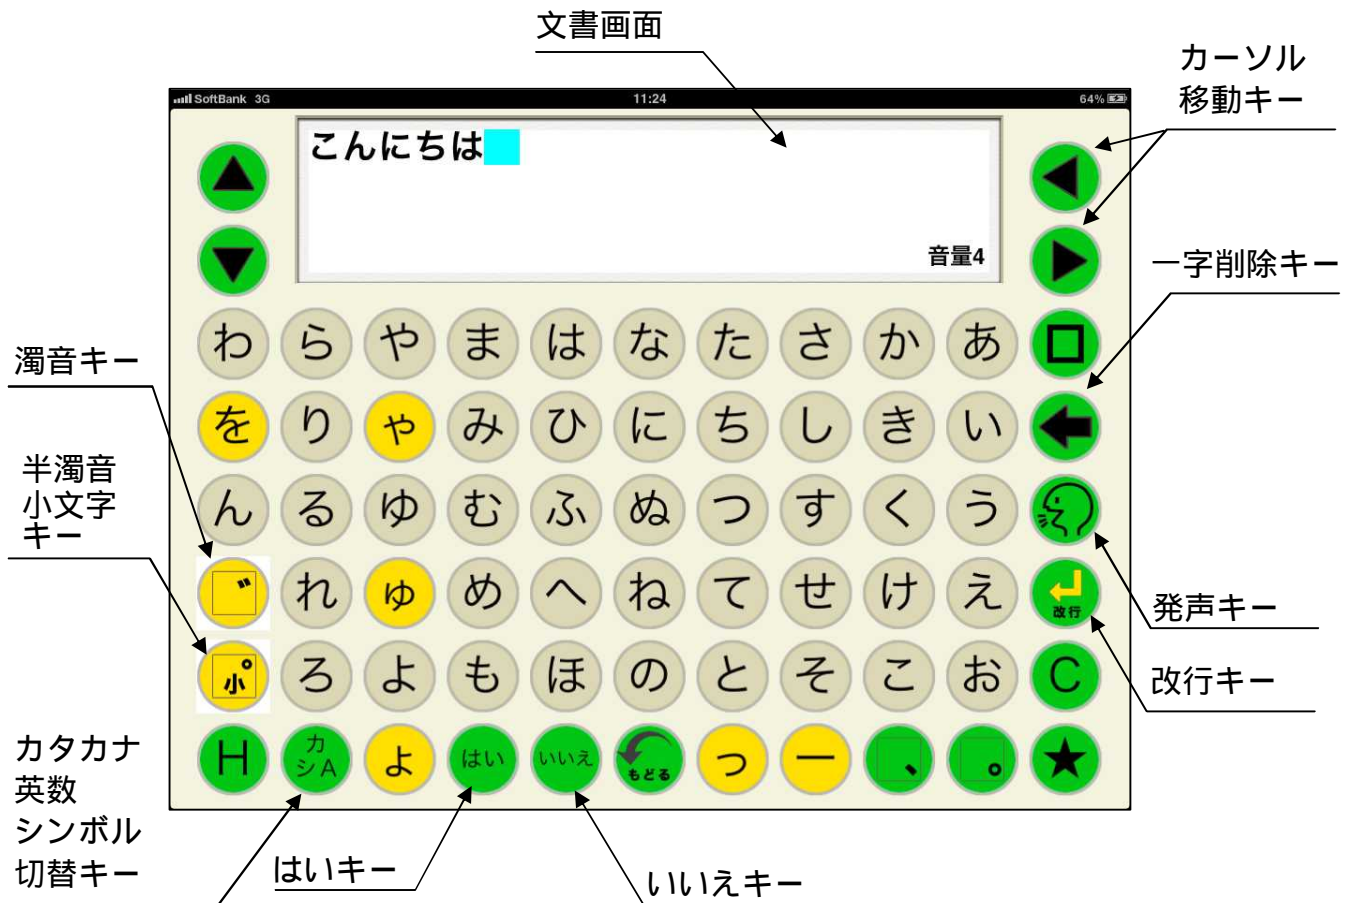 文書画面
カーソル
移動キー
SoftBank 3G 11:24 64%
こんにちは
音量4
一字削除キー
わ ら や ま は な た さ か あ
濁音キー
を り ゃ み ひ に ち し き い
半濁音
小文字
キー
ん る ゆ む ふ ぬ つ す く う
゛ れ ゅ め へ ね て せ け え 改行
発声キー
゜小 ろ よ も ほ の と そ こ お C
改行キー
H カシA ょ はい いいえ もどる っ ー 、 。 ★
カタカナ
英数
シンボル
切替キー
はいキー
いいえキー